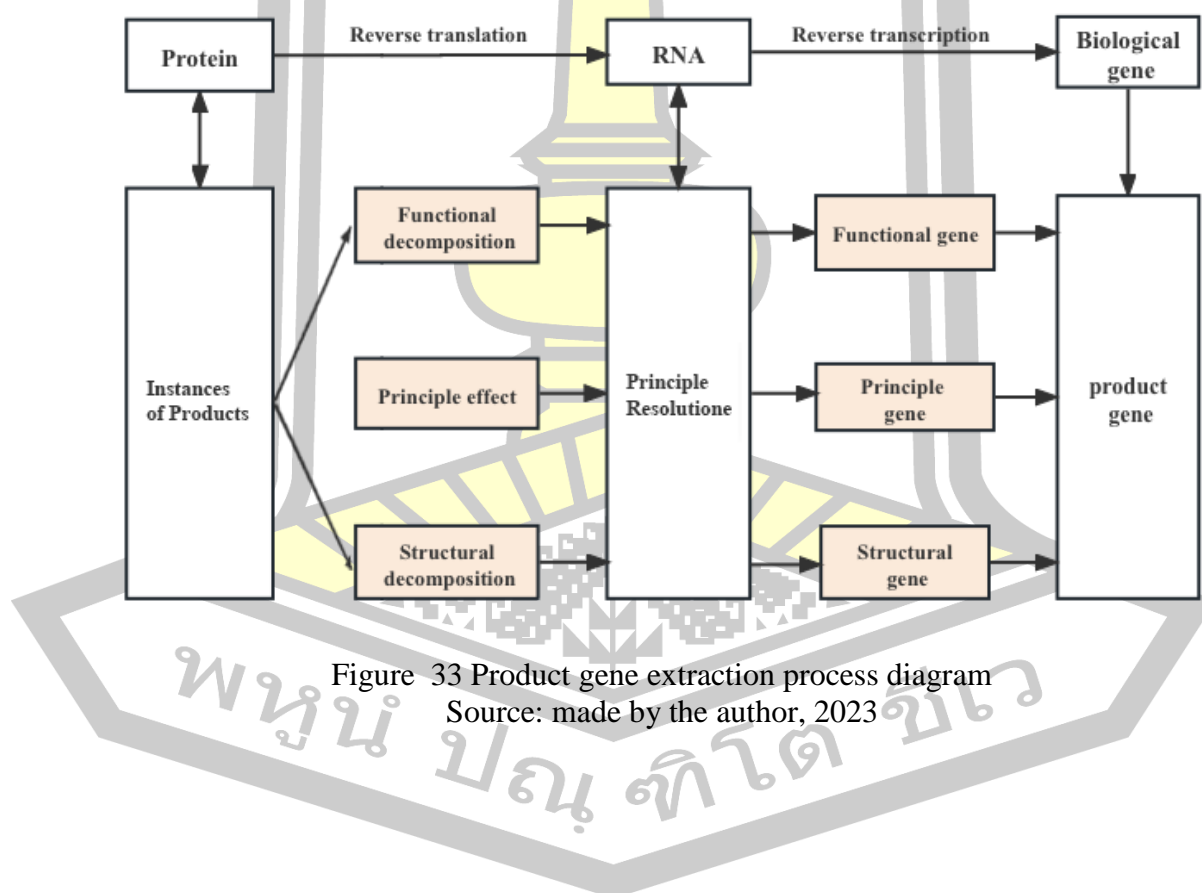 Protein
Reverse translation
RNA
Reverse transcription
Biological
gene
Functional
decomposition
Functional gene
Instances
of Products
Principle effect
Principle
Resolutione
Principle
gene
product
gene
Structural
decomposition
Structural
gene
Figure 33 Product gene extraction process diagram
Source: made by the author, 2023
พหูนํ ปณฺฑิโต ชิเว